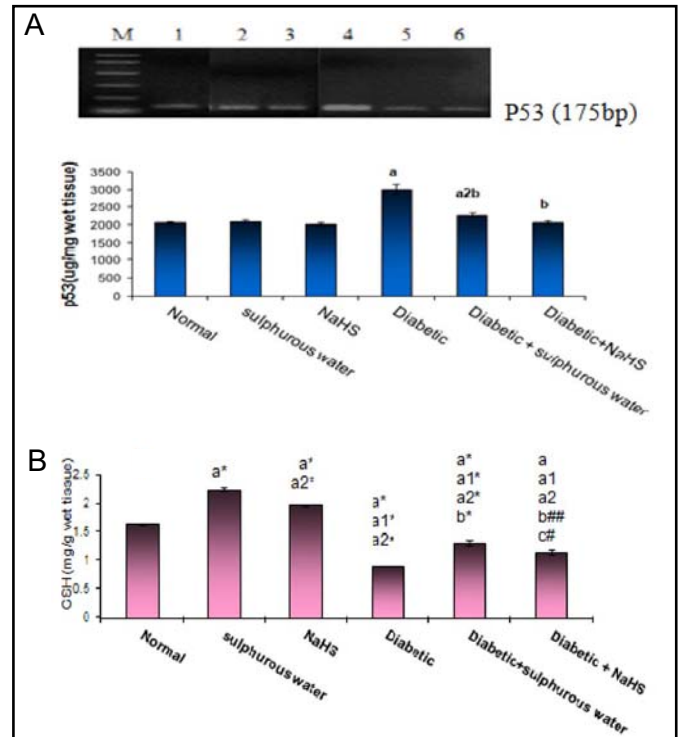 A
M 1 2 3 4 5 6
P53 (175bp)
p53(ug/mg wet tissue)
3500
3000
2500
2000
1500
1000
500
0
a
a2b
b
Normal
sulphurous water
NaHS
Diabetic
Diabetic + sulphurous water
Diabetic+NaHS
B
GSH (mg/g wet tissue)
2.5
2
1.5
1
0.5
0
a*
a*
a2*
a*
a1*
a2*
a*
a1*
a2*
b*
a
a1
a2
b##
c#
Normal
sulphurous water
NaHS
Diabetic
Diabetic+sulphurous water
Diabetic + NaHS